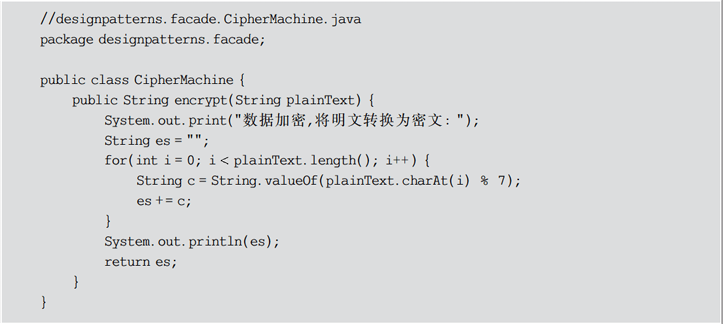 //designpatterns.facade.CipherMachine.java
package designpatterns.facade;

public class CipherMachine {
    public String encrypt(String plainText) {
        System.out.print("数据加密,将明文转换为密文: ");
        String es = "";
        for(int i = 0; i < plainText.length(); i++) {
            String c = String.valueOf(plainText.charAt(i) % 7);
            es += c;
        }
        System.out.println(es);
        return es;
    }
}